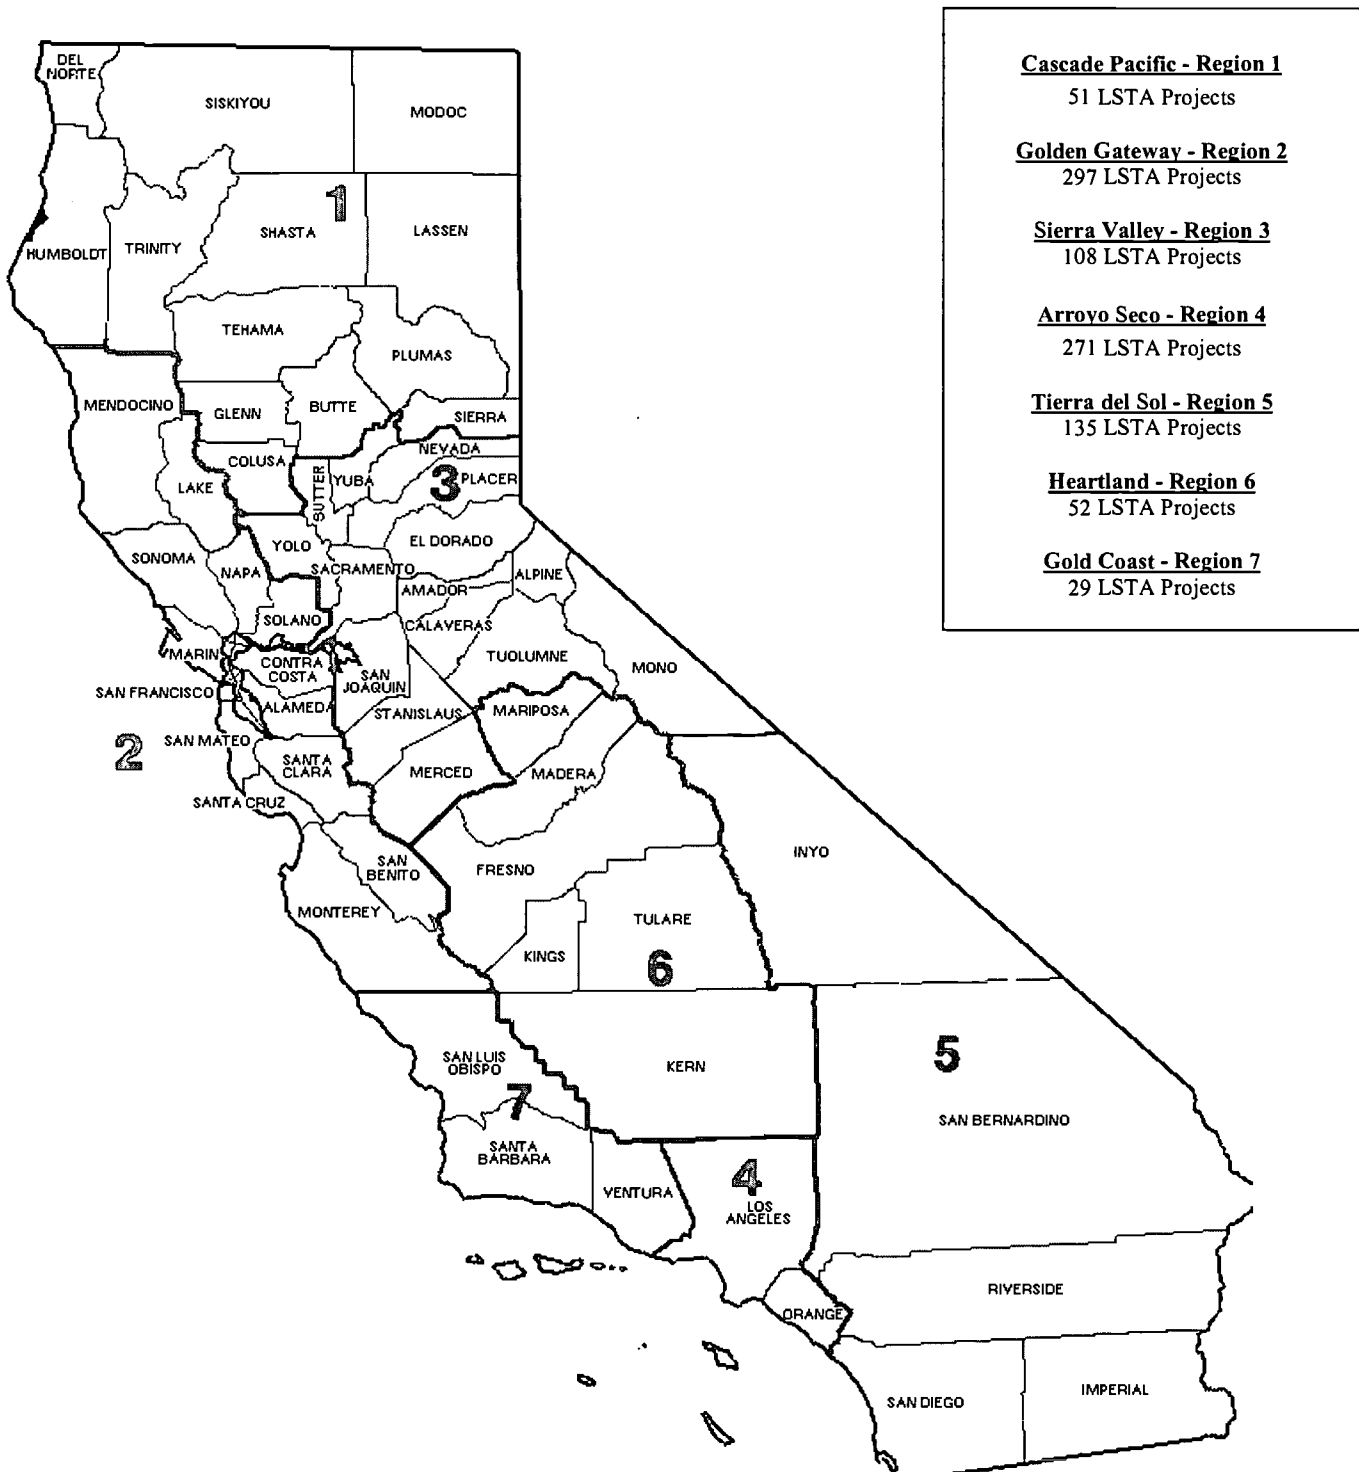 Cascade Pacific - Region 1
51 LSTA Projects
Golden Gateway - Region 2
297 LSTA Projects
Sierra Valley - Region 3
108 LSTA Projects
Arroyo Seco - Region 4
271 LSTA Projects
Tierra del Sol - Region 5
135 LSTA Projects
Heartland - Region 6
52 LSTA Projects
Gold Coast - Region 7
29 LSTA Projects
DEL
NORTE
SISKIYOU
MODOC
1
HUMBOLDT
TRINITY
SHASTA
LASSEN
TEHAMA
PLUMAS
MENDOCINO
GLENN
BUTTE
SIERRA
COLUSA
NEVADA
LAKE
SUTTER
YUBA
3
PLACER
SONOMA
YOLO
EL DORADO
NAPA
SACRAMENTO
ALPINE
AMADOR
SOLANO
CALAVERAS
MARIN
CONTRA
COSTA
SAN
JOAQUIN
TUOLUMNE
MONO
SAN FRANCISCO
ALAMEDA
STANISLAUS
MARIPOSA
2
SAN MATEO
SANTA
CLARA
MERCED
MADERA
SANTA CRUZ
SAN
BENITO
FRESNO
INYO
MONTEREY
TULARE
KINGS
6
SAN LUIS
OBISPO
KERN
5
7
SAN BERNARDINO
SANTA
BARBARA
VENTURA
4
LOS
ANGELES
RIVERSIDE
ORANGE
SAN DIEGO
IMPERIAL